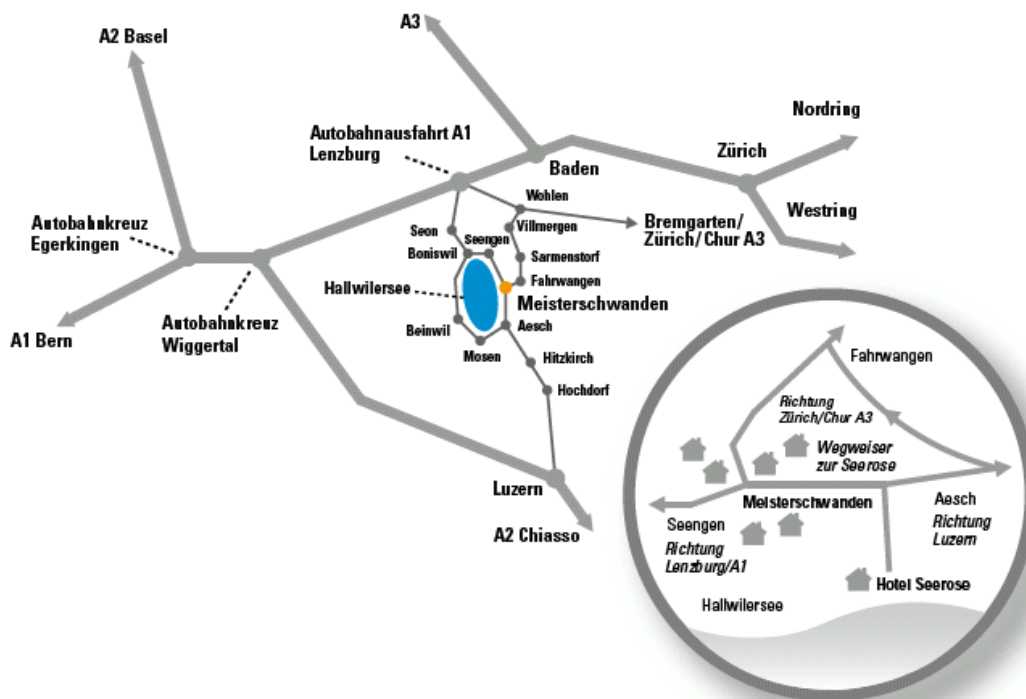 A3
A2 Basel
Nordring
Autobahnausfahrt A1
Lenzburg
Zürich
Baden
Wohlen
Westring
Bremgarten/
Zürich/Chur A3
Autobahnkreuz
Egerkingen
Seon
Villmergen
Seengen
Boniswil
Sarmenstorf
Fahrwangen
Hallwilersee
Meisterschwanden
A1 Bern
Autobahnkreuz
Wiggertal
Beinwil
Aesch
Mosen
Hitzkirch
Hochdorf
Luzern
A2 Chiasso
Fahrwangen
Richtung
Zürich/Chur A3
Wegweiser
zur Seerose
Meisterschwanden
Aesch
Richtung
Luzern
Seengen
Richtung
Lenzburg/A1
Hotel Seerose
Hallwilersee